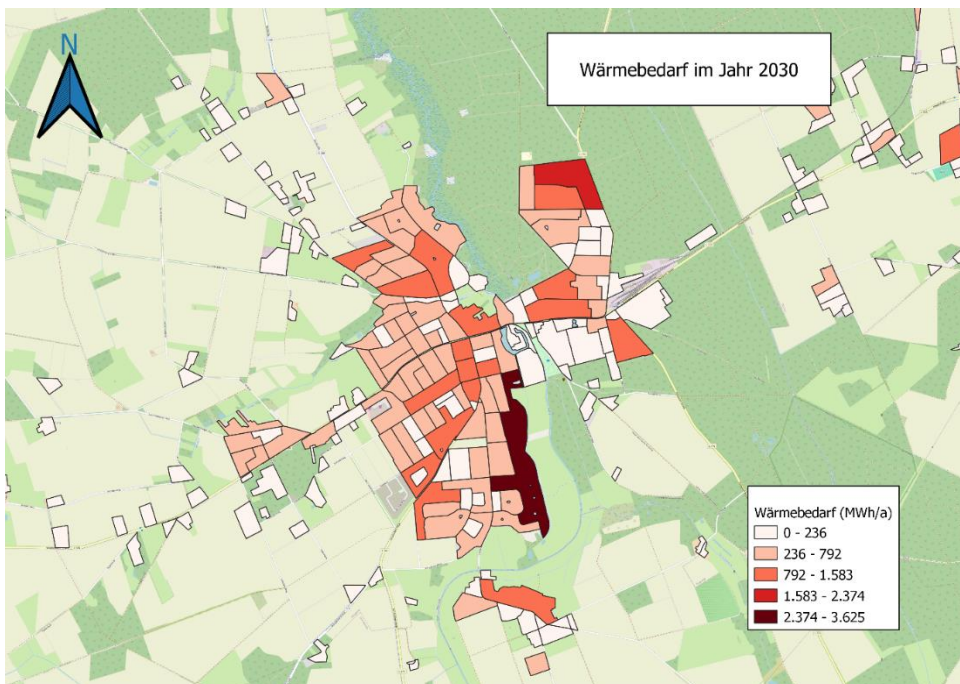 N
Wärmebedarf im Jahr 2030
Wärmebedarf (MWh/a)
0 - 236
236 - 792
792 - 1.583
1.583 - 2.374
2.374 - 3.625